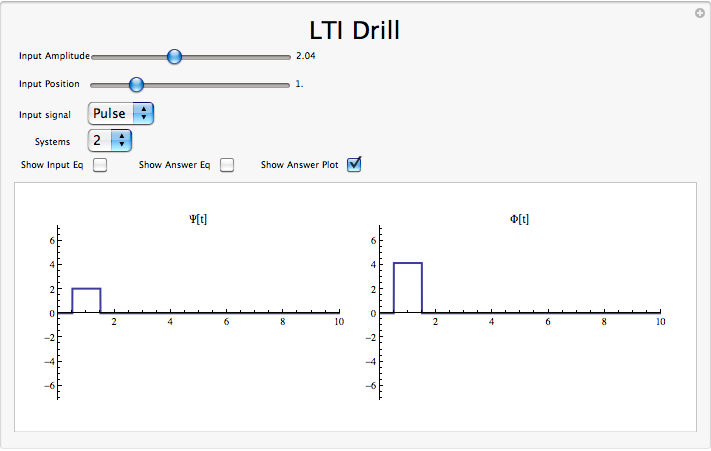 LTI Drill
Input Amplitude 2.04
Input Position 1.
Input signal Pulse
Systems 2
Show Input Eq Show Answer Eq Show Answer Plot
Ψ[t] Φ[t]
6 6
4 4
2 2
0 0
2 4 6 8 10 2 4 6 8 10
−2 −2
−4 −4
−6 −6